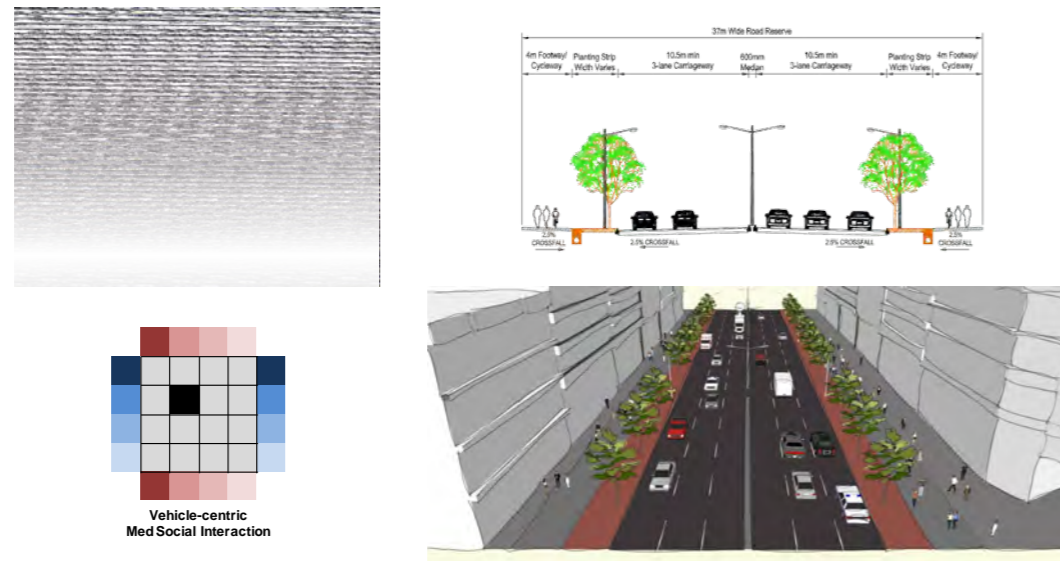 37m Wide Road Reserve
4m Footway/ Planting Strip 10.5m min 600mm 10.5m min Planting Strip 4m Footway/
Cycleway Width Varies 3-lane Carriageway Median 3-lane Carriageway Width Varies Cycleway
2.5% 2.5%
CROSSFALL 2.5% CROSSFALL 2.5% CROSSFALL CROSSFALL
Vehicle-centric
Med Social Interaction